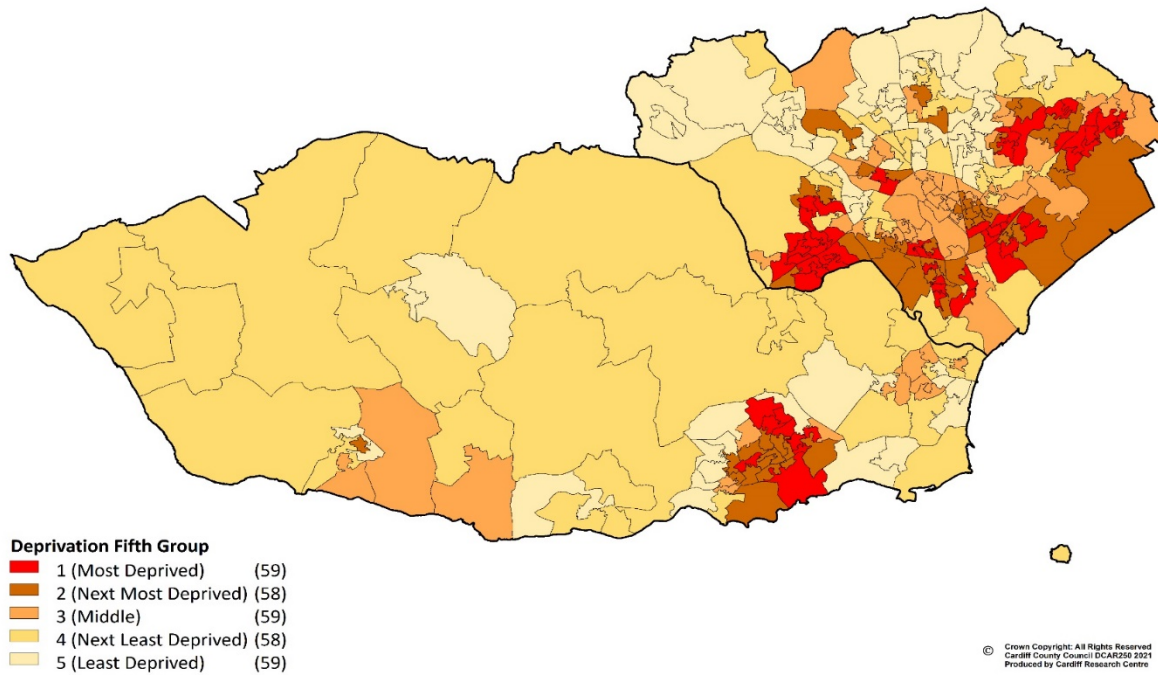 Deprivation Fifth Group
1 (Most Deprived) (59)
2 (Next Most Deprived) (58)
3 (Middle) (59)
4 (Next Least Deprived) (58)
5 (Least Deprived) (59)
© Crown Copyright: All Rights Reserved
Cardiff County Council DCAR250 2021
Produced by Cardiff Research Centre